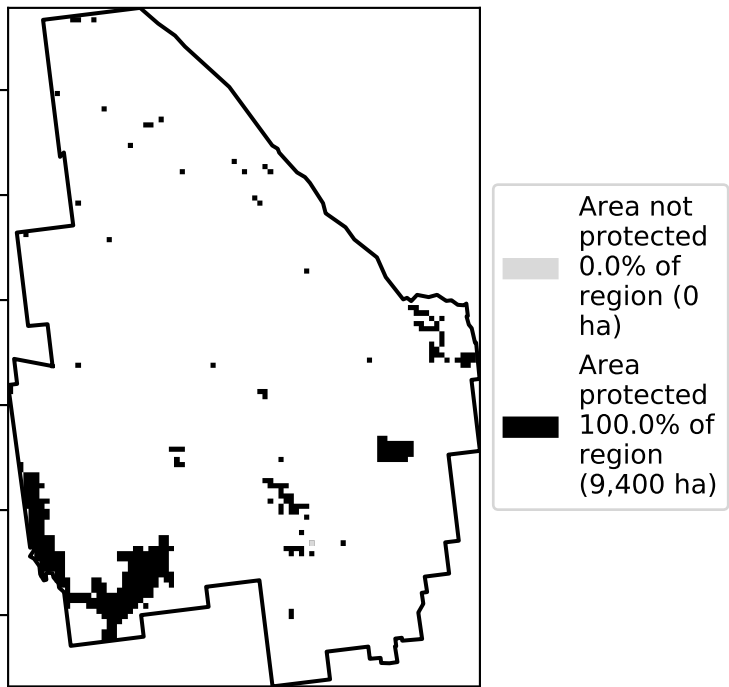 Area not
protected
0.0% of
region (0
ha)
Area
protected
100.0% of
region
(9,400 ha)